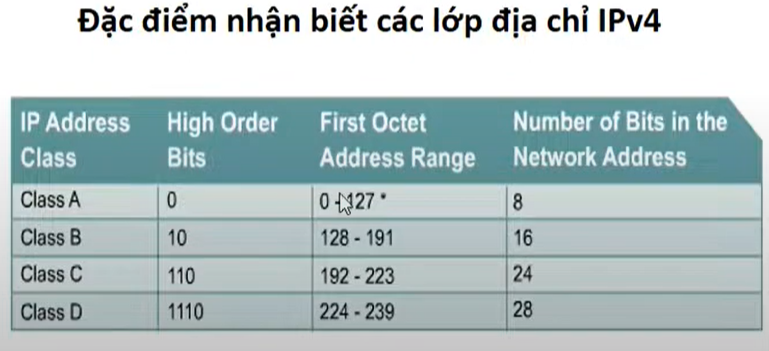 Đặc điểm nhận biết các lớp địa chỉ IPv4
IP Address Class | High Order Bits | First Octet Address Range | Number of Bits in the Network Address
Class A | 0 | 0 - 127 * | 8
Class B | 10 | 128 - 191 | 16
Class C | 110 | 192 - 223 | 24
Class D | 1110 | 224 - 239 | 28